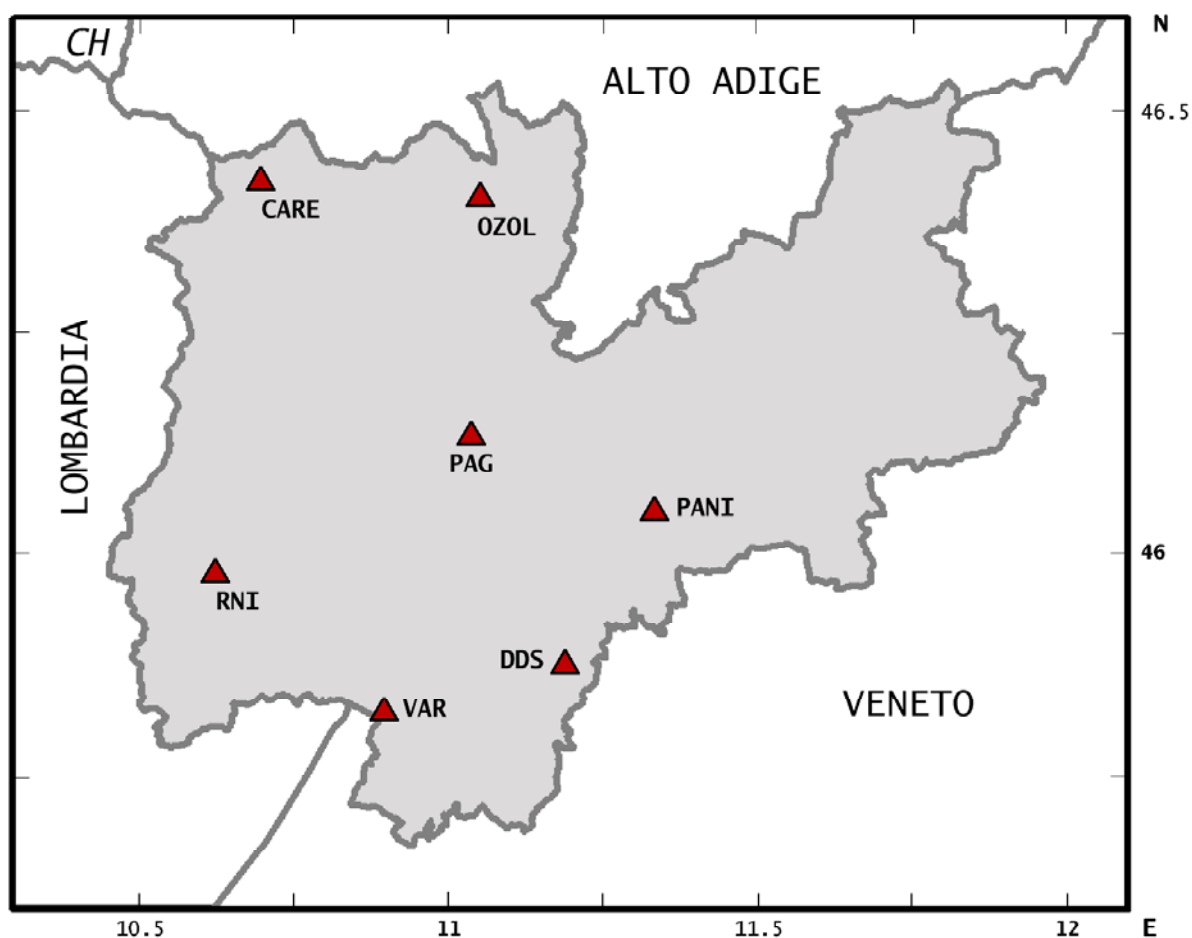 N
CH
ALTO ADIGE
46.5
CARE
OZOL
LOMBARDIA
PAG
PANI
46
RNI
DDS
VAR
VENETO
10.5
11
11.5
12
E